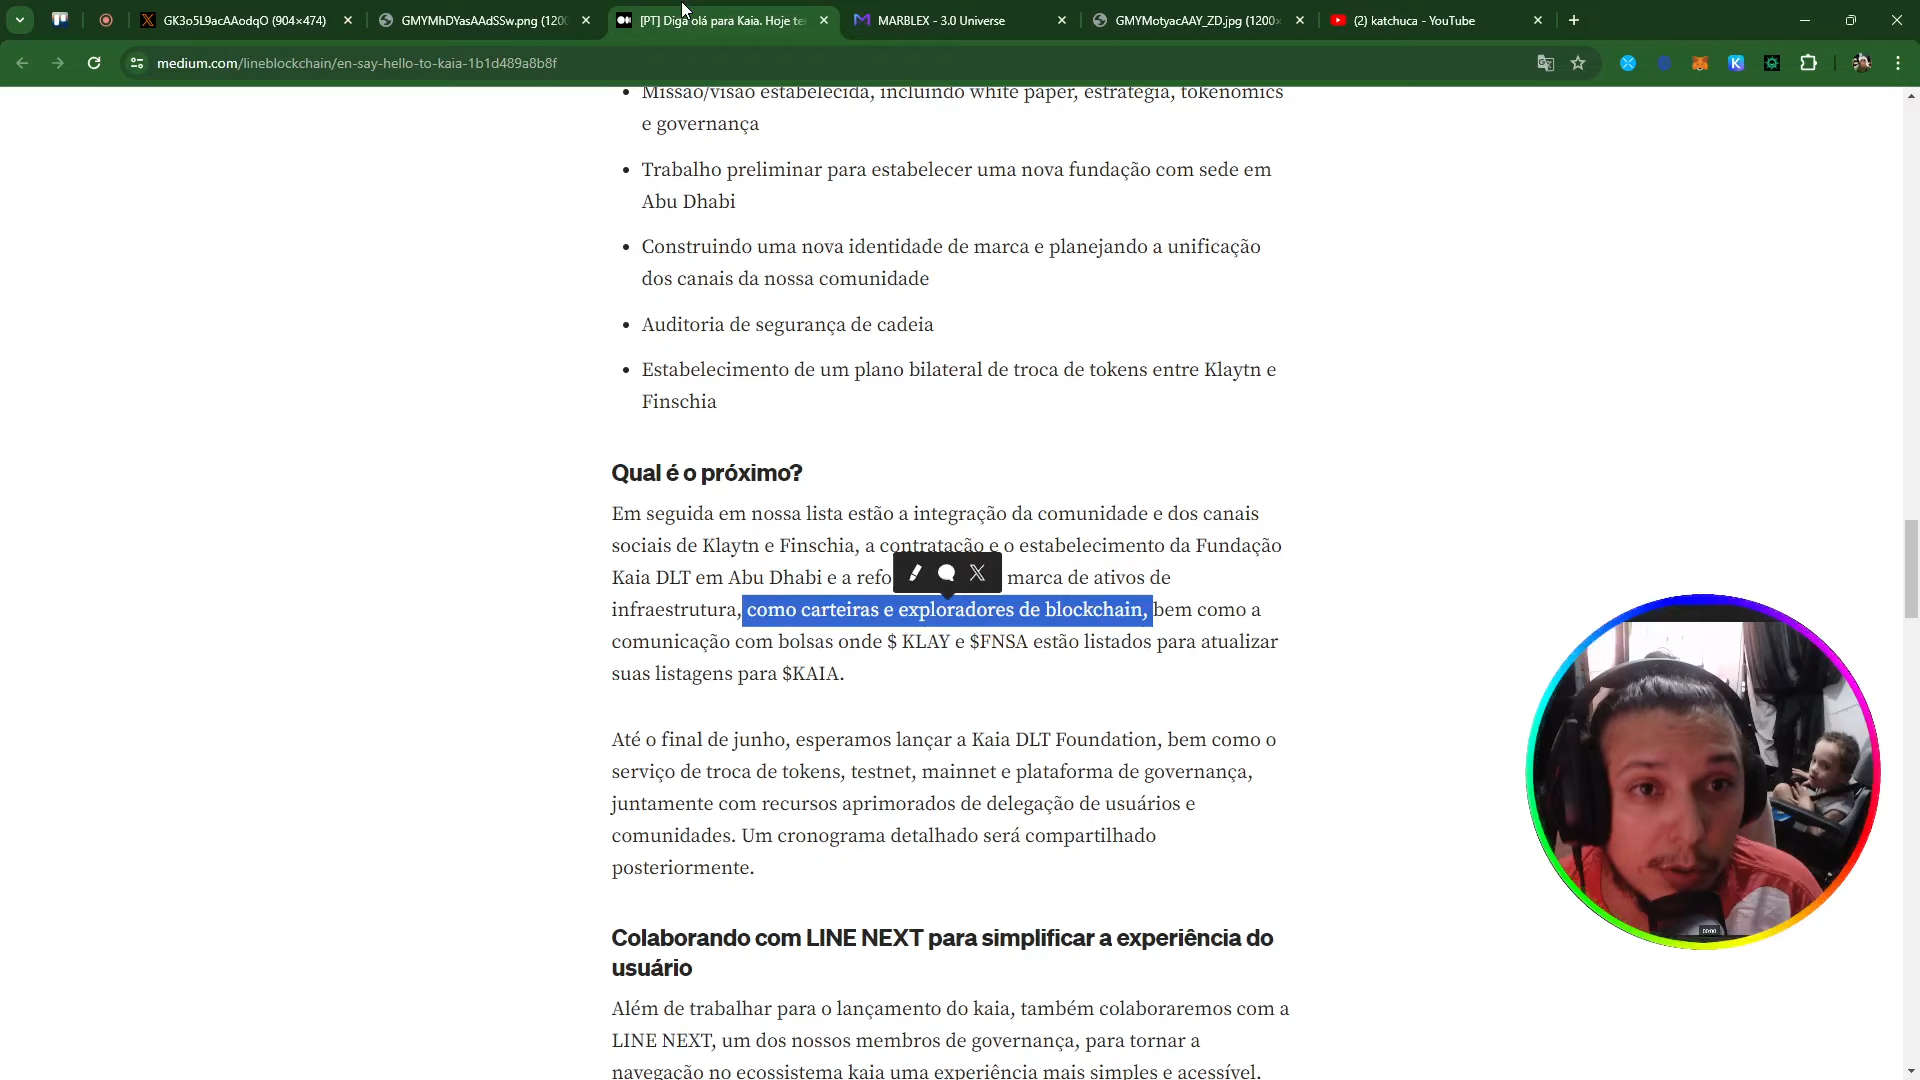 GK3o5L9acAAodqO (904×474)
GMYMhDYasAAdSSw.png (120
[PT] Diga olá para Kaia. Hoje te
MARBLEX - 3.0 Universe
GMYMotyacAAY_ZD.jpg (1200×
(2) katchuca - YouTube
medium.com/lineblockchain/en-say-hello-to-kaia-1b1d489a8b8f
• Missão/visão estabelecida, incluindo white paper, estratégia, tokenomics
e governança
• Trabalho preliminar para estabelecer uma nova fundação com sede em
Abu Dhabi
• Construindo uma nova identidade de marca e planejando a unificação
dos canais da nossa comunidade
• Auditoria de segurança de cadeia
• Estabelecimento de um plano bilateral de troca de tokens entre Klaytn e
Finschia
Qual é o próximo?
Em seguida em nossa lista estão a integração da comunidade e dos canais
sociais de Klaytn e Finschia, a contratação e o estabelecimento da Fundação
Kaia DLT em Abu Dhabi e a refo marca de ativos de
infraestrutura, como carteiras e exploradores de blockchain, bem como a
comunicação com bolsas onde $ KLAY e $FNSA estão listados para atualizar
suas listagens para $KAIA.
Até o final de junho, esperamos lançar a Kaia DLT Foundation, bem como o
serviço de troca de tokens, testnet, mainnet e plataforma de governança,
juntamente com recursos aprimorados de delegação de usuários e
comunidades. Um cronograma detalhado será compartilhado
posteriormente.
Colaborando com LINE NEXT para simplificar a experiência do
usuário
Além de trabalhar para o lançamento do kaia, também colaboraremos com a
LINE NEXT, um dos nossos membros de governança, para tornar a
navegação no ecossistema kaia uma experiência mais simples e acessível.